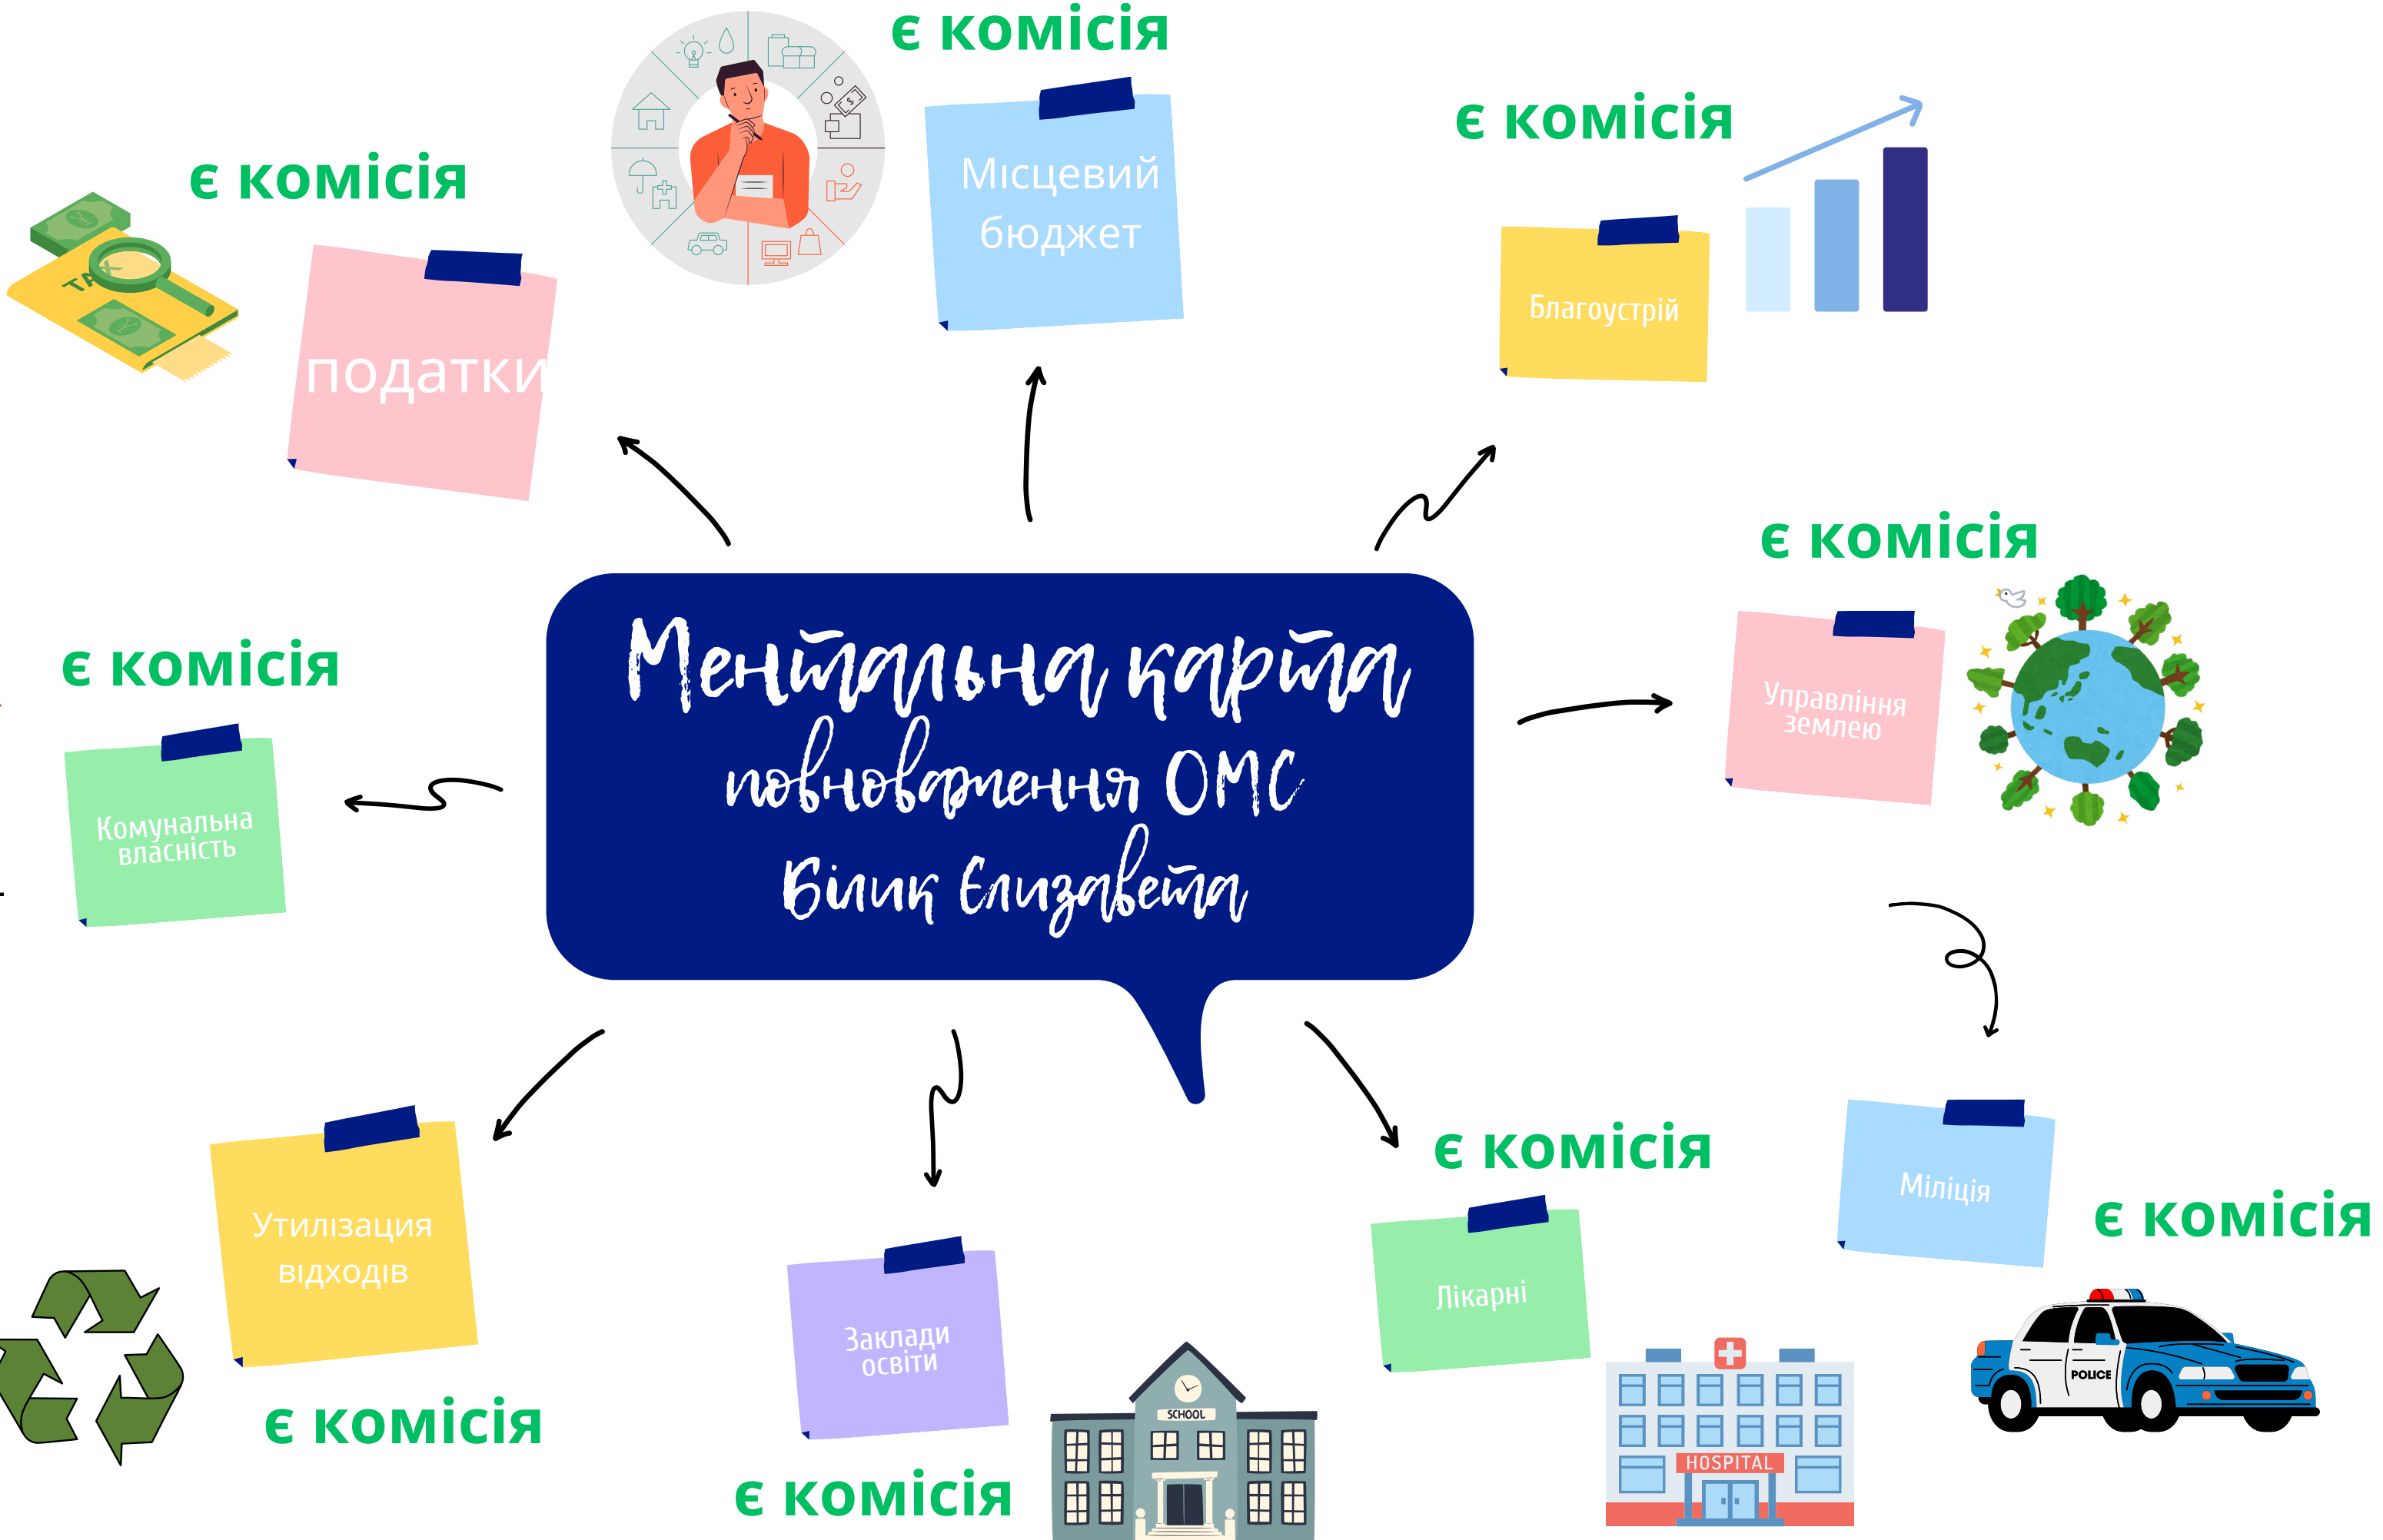 є комісія
Місцевий
бюджет
є комісія
Благоустрій
є комісія
TAX
податки
є комісія
Управління
землею
Ментальна карта
повноваження ОМС
Білик Єлизавета
є комісія
Комунальна
власність
Утилізация
відходів
є комісія
Заклади
освіти
є комісія
SCHOOL
є комісія
Лікарні
HOSPITAL
Міліція
є комісія
POLICE